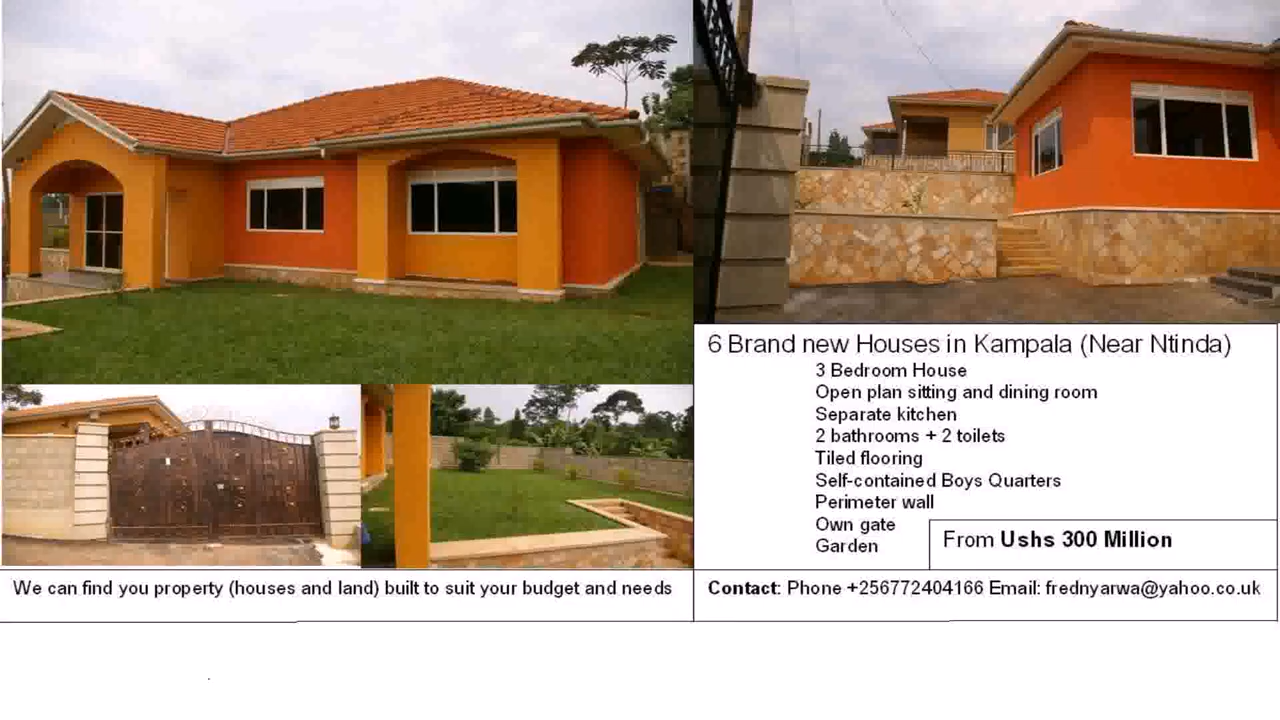 6 Brand new Houses in Kampala (Near Ntinda)
3 Bedroom House
Open plan sitting and dining room
Separate kitchen
2 bathrooms + 2 toilets
Tiled flooring
Self-contained Boys Quarters
Perimeter wall
Own gate
Garden
From Ushs 300 Million
We can find you property (houses and land) built to suit your budget and needs
Contact: Phone +256772404166 Email: frednyarwa@yahoo.co.uk